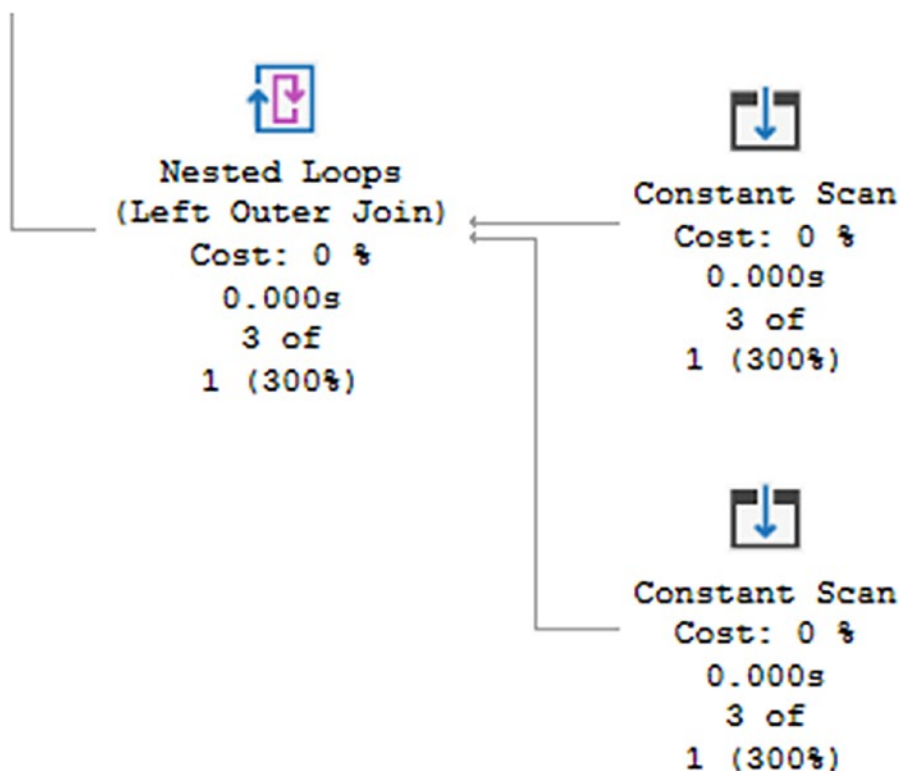 Nested Loops
(Left Outer Join)
Cost: 0 %
0.000s
3 of
1 (300%)
Constant Scan
Cost: 0 %
0.000s
3 of
1 (300%)
Constant Scan
Cost: 0 %
0.000s
3 of
1 (300%)